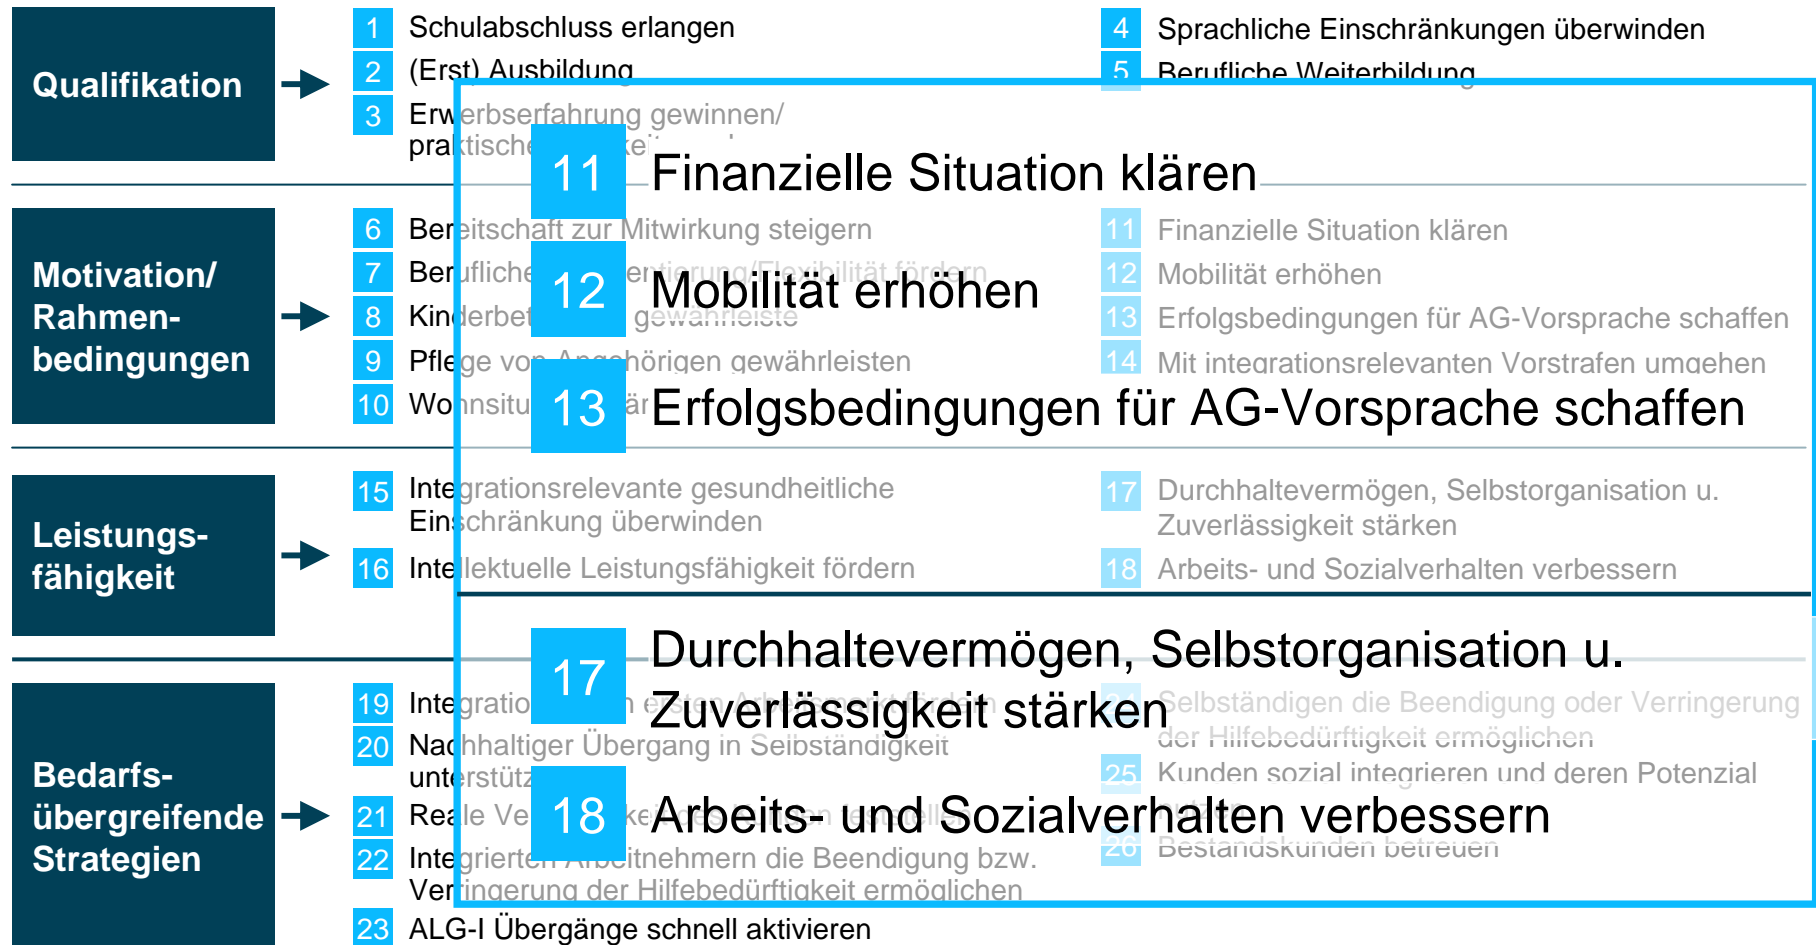 Qualifikation
1 Schulabschluss erlangen
2 (Erst) Ausbildung
3 Erwerbserfahrung gewinnen/
praktische
4 Sprachliche Einschränkungen überwinden
5 Berufliche Weiterbildung
Motivation/
Rahmen-
bedingungen
6 Bereitschaft zur Mitwirkung steigern
7 Berufliche
8 gewährleiste
9 Pflege von Angehörigen gewährleisten
10
11 Finanzielle Situation klären
12 Mobilität erhöhen
13 Erfolgsbedingungen für AG-Vorsprache schaffen
14 Mit integrationsrelevanten Vorstrafen umgehen
Leistungs-
fähigkeit
15 Integrationsrelevante gesundheitliche
Einschränkung überwinden
16 Intellektuelle Leistungsfähigkeit fördern
17 Durchhaltevermögen, Selbstorganisation u.
Zuverlässigkeit stärken
18 Arbeits- und Sozialverhalten verbessern
Bedarfs-
übergreifende
Strategien
19 ersten Arbeitsmarkt fördern
20 Nachhaltiger Übergang in Selbständigkeit
21 Reale
22 Integrierten Arbeitnehmern die Beendigung bzw.
Verringerung der Hilfebedürftigkeit ermöglichen
23 ALG-I Übergänge schnell aktivieren
Selbständigen die Beendigung oder Verringerung
der Hilfebedürftigkeit ermöglichen
25 Kunden sozial integrieren und deren Potenzial
26 Bestandskunden betreuen
11 Finanzielle Situation klären
12 Mobilität erhöhen
13 Erfolgsbedingungen für AG-Vorsprache schaffen
17 Durchhaltevermögen, Selbstorganisation u.
Zuverlässigkeit stärken
18 Arbeits- und Sozialverhalten verbessern